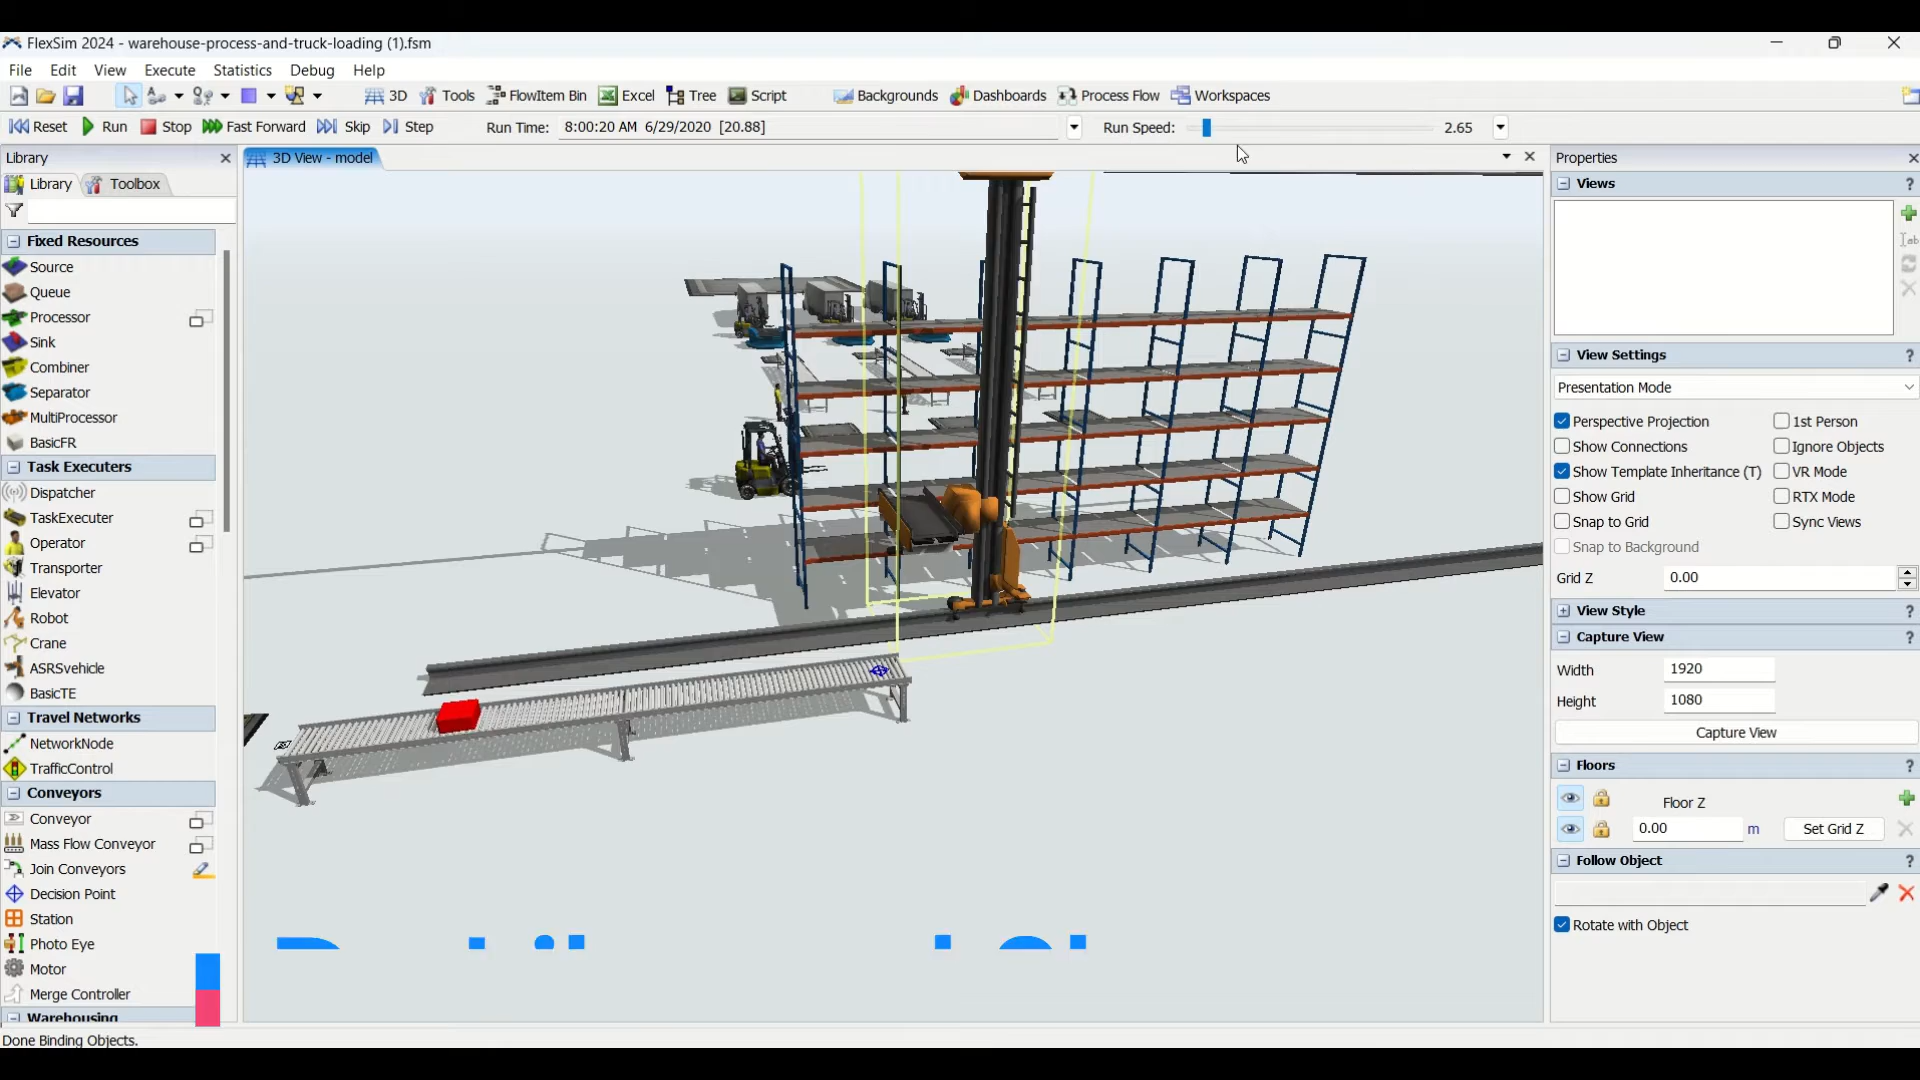 FlexSim 2024 - warehouse-process-and-truck-loading (1).fsm
File Edit View Execute Statistics Debug Help
3D Tools FlowItem Bin Excel Tree Script Backgrounds Dashboards Process Flow Workspaces
Reset Run Stop Fast Forward Skip Step Run Time: 8:00:20 AM 6/29/2020 [20.88] Run Speed: 2.65
Library
3D View - model
Properties
Library Toolbox
Views
Fixed Resources
Source
Queue
Processor
Sink
Combiner
Separator
MultiProcessor
BasicFR
Task Executers
Dispatcher
TaskExecuter
Operator
Transporter
Elevator
Robot
Crane
ASRSvehicle
BasicTE
Travel Networks
NetworkNode
TrafficControl
Conveyors
Conveyor
Mass Flow Conveyor
Join Conveyors
Decision Point
Station
Photo Eye
Motor
Merge Controller
Warehousing
View Settings
Presentation Mode
Perspective Projection 1st Person
Show Connections Ignore Objects
Show Template Inheritance (T) VR Mode
Show Grid RTX Mode
Snap to Grid Sync Views
Snap to Background
Grid Z 0.00
View Style
Capture View
Width 1920
Height 1080
Capture View
Floors
Floor Z
0.00 m Set Grid Z
Follow Object
Rotate with Object
Done Binding Objects.